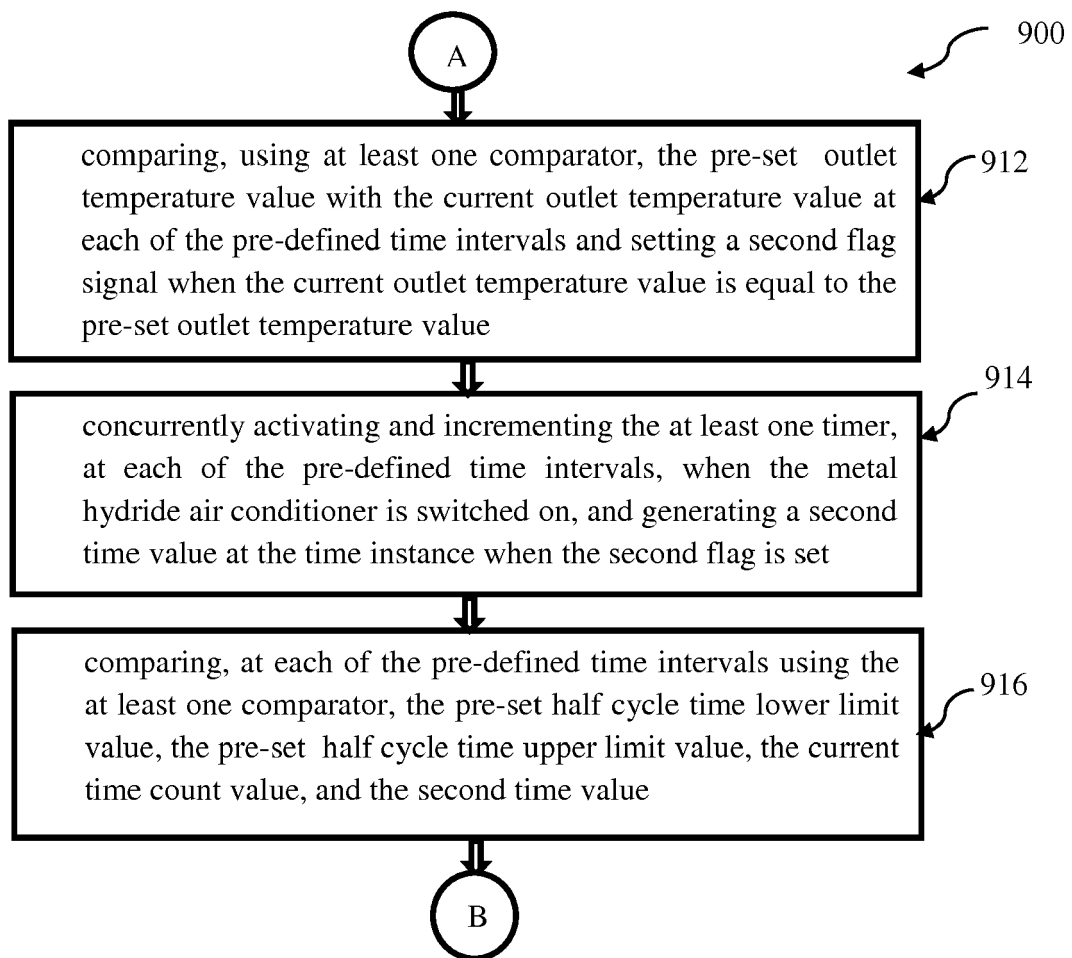 A
900
comparing, using at least one comparator, the pre-set outlet
temperature value with the current outlet temperature value at
each of the pre-defined time intervals and setting a second flag
signal when the current outlet temperature value is equal to the
pre-set outlet temperature value
912
concurrently activating and incrementing the at least one timer,
at each of the pre-defined time intervals, when the metal
hydride air conditioner is switched on, and generating a second
time value at the time instance when the second flag is set
914
comparing, at each of the pre-defined time intervals using the
at least one comparator, the pre-set half cycle time lower limit
value, the pre-set half cycle time upper limit value, the current
time count value, and the second time value
916
B